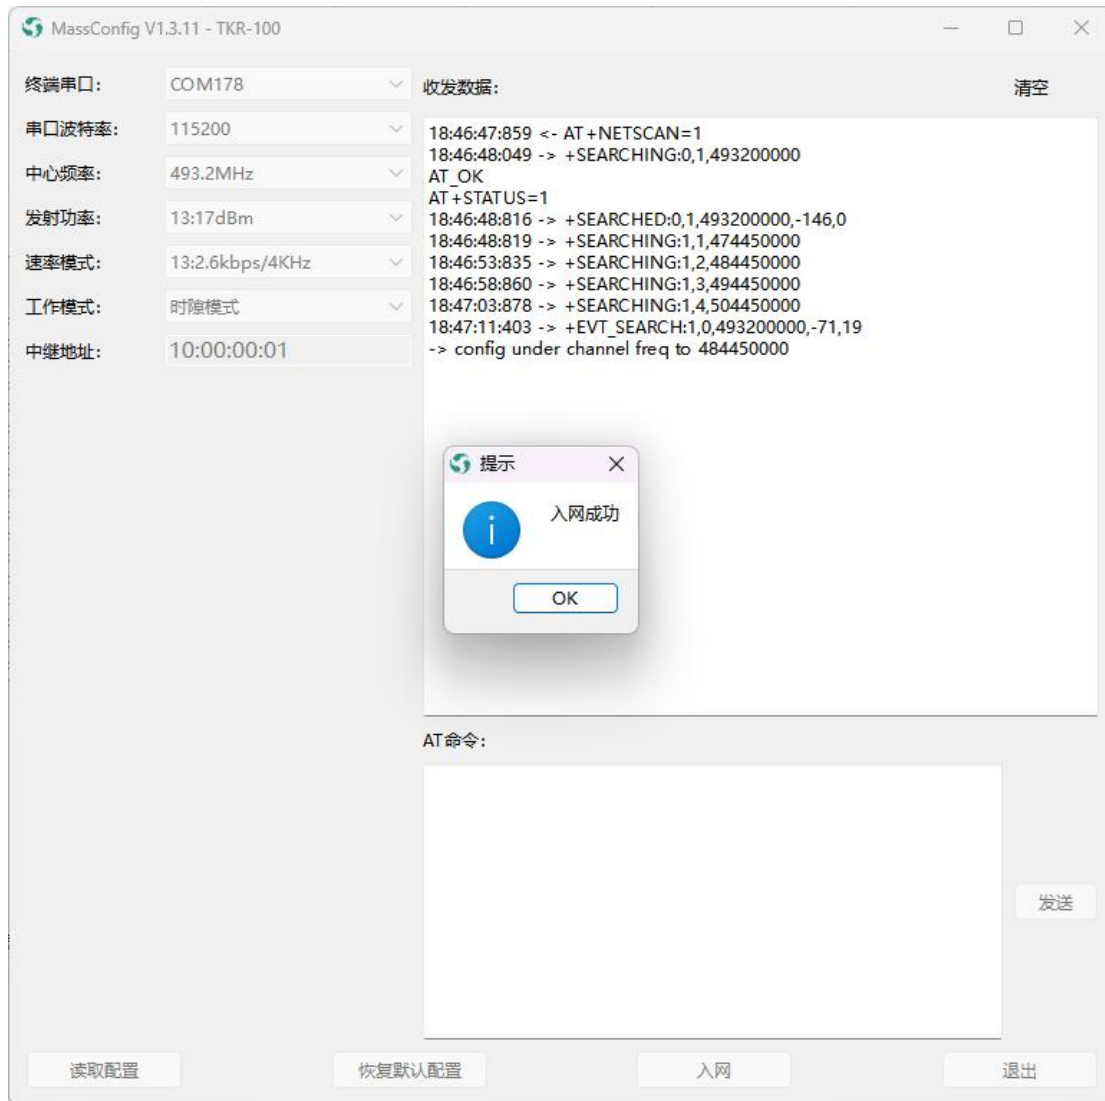 MassConfig V1.3.11 - TKR-100
终端串口： COM178
串口波特率： 115200
中心频率： 493.2MHz
发射功率： 13:17dBm
速率模式： 13:2.6kbps/4KHz
工作模式： 时隙模式
中继地址： 10:00:00:01
收发数据： 清空
18:46:47:859 <- AT+NETSCAN=1
18:46:48:049 -> +SEARCHING:0,1,493200000
AT_OK
AT+STATUS=1
18:46:48:816 -> +SEARCHED:0,1,493200000,-146,0
18:46:48:819 -> +SEARCHING:1,1,474450000
18:46:53:835 -> +SEARCHING:1,2,484450000
18:46:58:860 -> +SEARCHING:1,3,494450000
18:47:03:878 -> +SEARCHING:1,4,504450000
18:47:11:403 -> +EVT_SEARCH:1,0,493200000,-71,19
-> config under channel freq to 484450000
提示
入网成功
OK
AT命令：
发送
读取配置 恢复默认配置 入网 退出